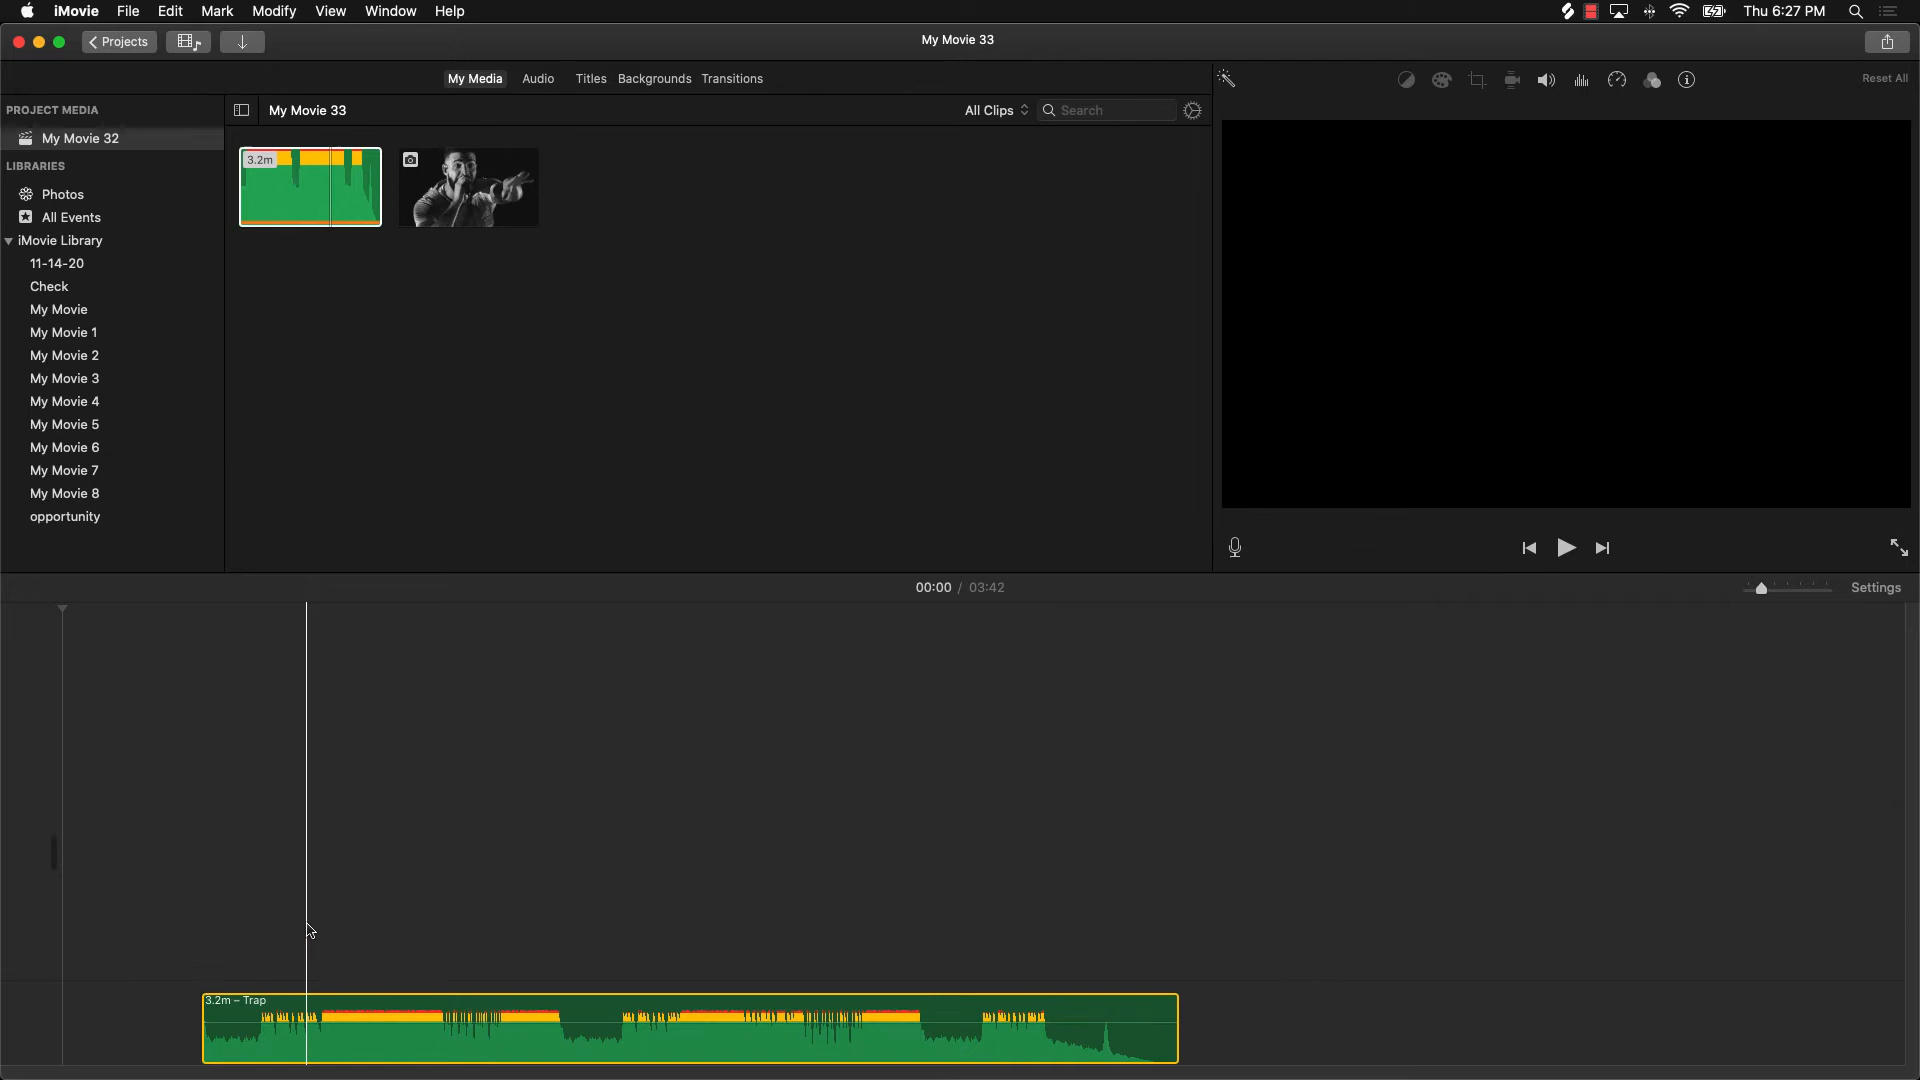 iMovie File Edit Mark Modify View Window Help
Thu 6:27 PM
Projects
My Movie 33
My Media Audio Titles Backgrounds Transitions
Reset All
PROJECT MEDIA
My Movie 32
LIBRARIES
Photos
All Events
iMovie Library
11-14-20
Check
My Movie
My Movie 1
My Movie 2
My Movie 3
My Movie 4
My Movie 5
My Movie 6
My Movie 7
My Movie 8
opportunity
My Movie 33
All Clips
Search
3.2m
00:00 / 03:42
Settings
3.2m – Trap